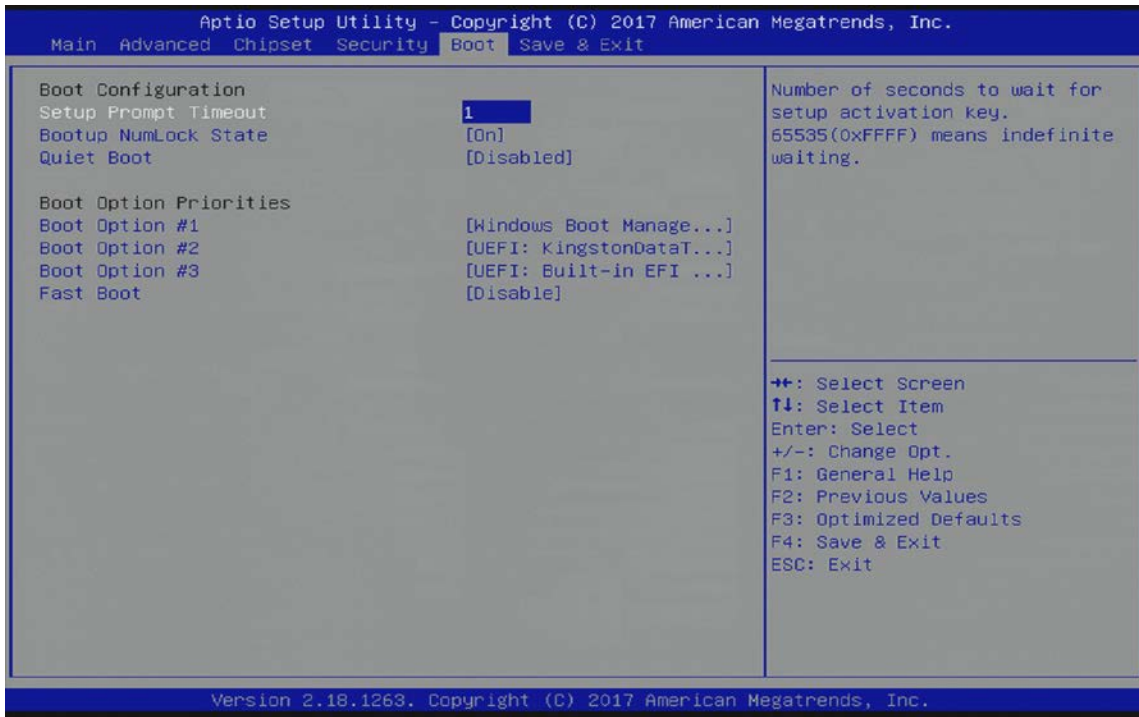 Aptio Setup Utility - Copyright (C) 2017 American Megatrends, Inc.
Main Advanced Chipset Security Boot Save & Exit
Boot Configuration
Setup Prompt Timeout 1
Bootup NumLock State [On]
Quiet Boot [Disabled]
Boot Option Priorities
Boot Option #1 [Windows Boot Manage...]
Boot Option #2 [UEFI: KingstonDataT...]
Boot Option #3 [UEFI: Built-in EFI ...]
Fast Boot [Disable]
Number of seconds to wait for
setup activation key.
65535(0xFFFF) means indefinite
waiting.
→←: Select Screen
↑↓: Select Item
Enter: Select
+/-: Change Opt.
F1: General Help
F2: Previous Values
F3: Optimized Defaults
F4: Save & Exit
ESC: Exit
Version 2.18.1263. Copyright (C) 2017 American Megatrends, Inc.